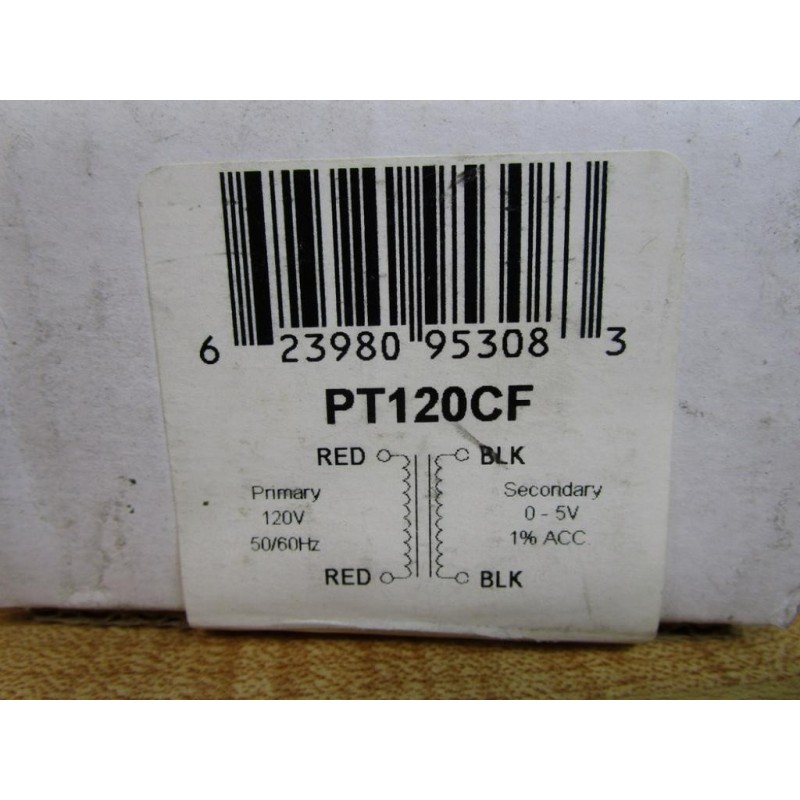 6 23980 95308 3
PT120CF
RED BLK
Primary Secondary
120V 0 - 5V
50/60Hz 1% ACC
RED BLK